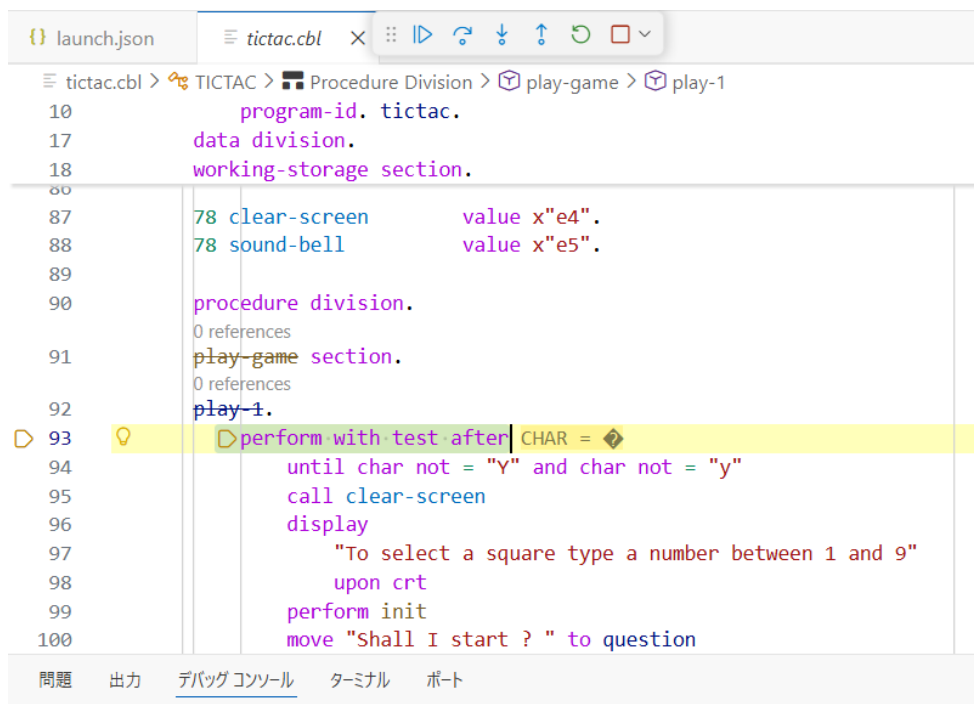 {} launch.json tictac.cbl
tictac.cbl > TICTAC > Procedure Division > play-game > play-1
10 program-id. tictac.
17 data division.
18 working-storage section.
86
87 78 clear-screen value x"e4".
88 78 sound-bell value x"e5".
89
90 procedure division.
0 references
91 play-game section.
0 references
92 play-1.
93 perform with test after CHAR = �
94 until char not = "Y" and char not = "y"
95 call clear-screen
96 display
97 "To select a square type a number between 1 and 9"
98 upon crt
99 perform init
100 move "Shall I start ? " to question
問題 出力 デバッグ コンソール ターミナル ポート